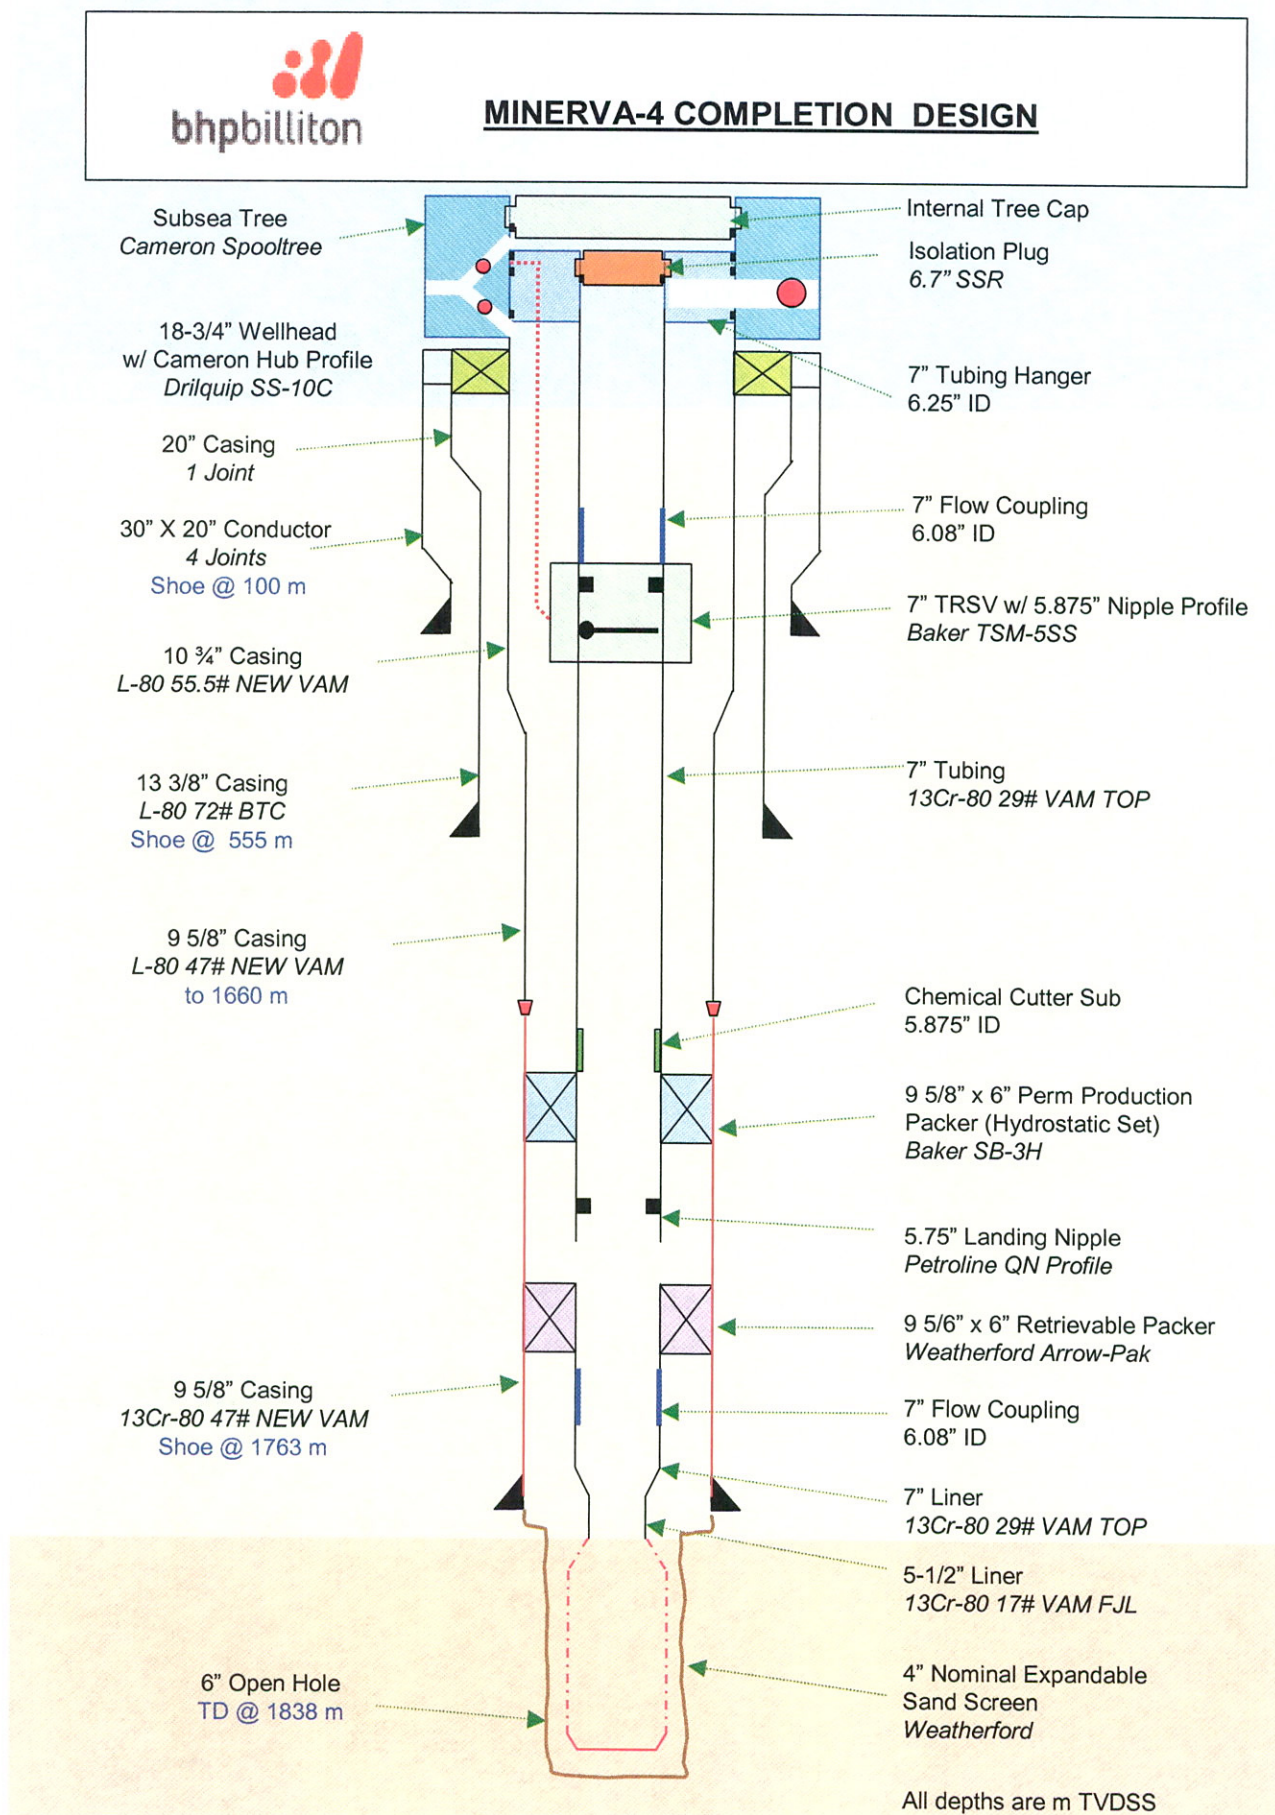 bhpbilliton
MINERVA-4 COMPLETION DESIGN
Subsea Tree
Cameron Spooltree
18-3/4” Wellhead
w/ Cameron Hub Profile
Drilquip SS-10C
20” Casing
1 Joint
30” X 20” Conductor
4 Joints
Shoe @ 100 m
10 ¾” Casing
L-80 55.5# NEW VAM
13 3/8” Casing
L-80 72# BTC
Shoe @ 555 m
9 5/8” Casing
L-80 47# NEW VAM
to 1660 m
9 5/8” Casing
13Cr-80 47# NEW VAM
Shoe @ 1763 m
6” Open Hole
TD @ 1838 m
Internal Tree Cap
Isolation Plug
6.7” SSR
7” Tubing Hanger
6.25” ID
7” Flow Coupling
6.08” ID
7” TRSV w/ 5.875” Nipple Profile
Baker TSM-5SS
7” Tubing
13Cr-80 29# VAM TOP
Chemical Cutter Sub
5.875” ID
9 5/8” x 6” Perm Production
Packer (Hydrostatic Set)
Baker SB-3H
5.75” Landing Nipple
Petroline QN Profile
9 5/6” x 6” Retrievable Packer
Weatherford Arrow-Pak
7” Flow Coupling
6.08” ID
7” Liner
13Cr-80 29# VAM TOP
5-1/2” Liner
13Cr-80 17# VAM FJL
4” Nominal Expandable
Sand Screen
Weatherford
All depths are m TVDSS